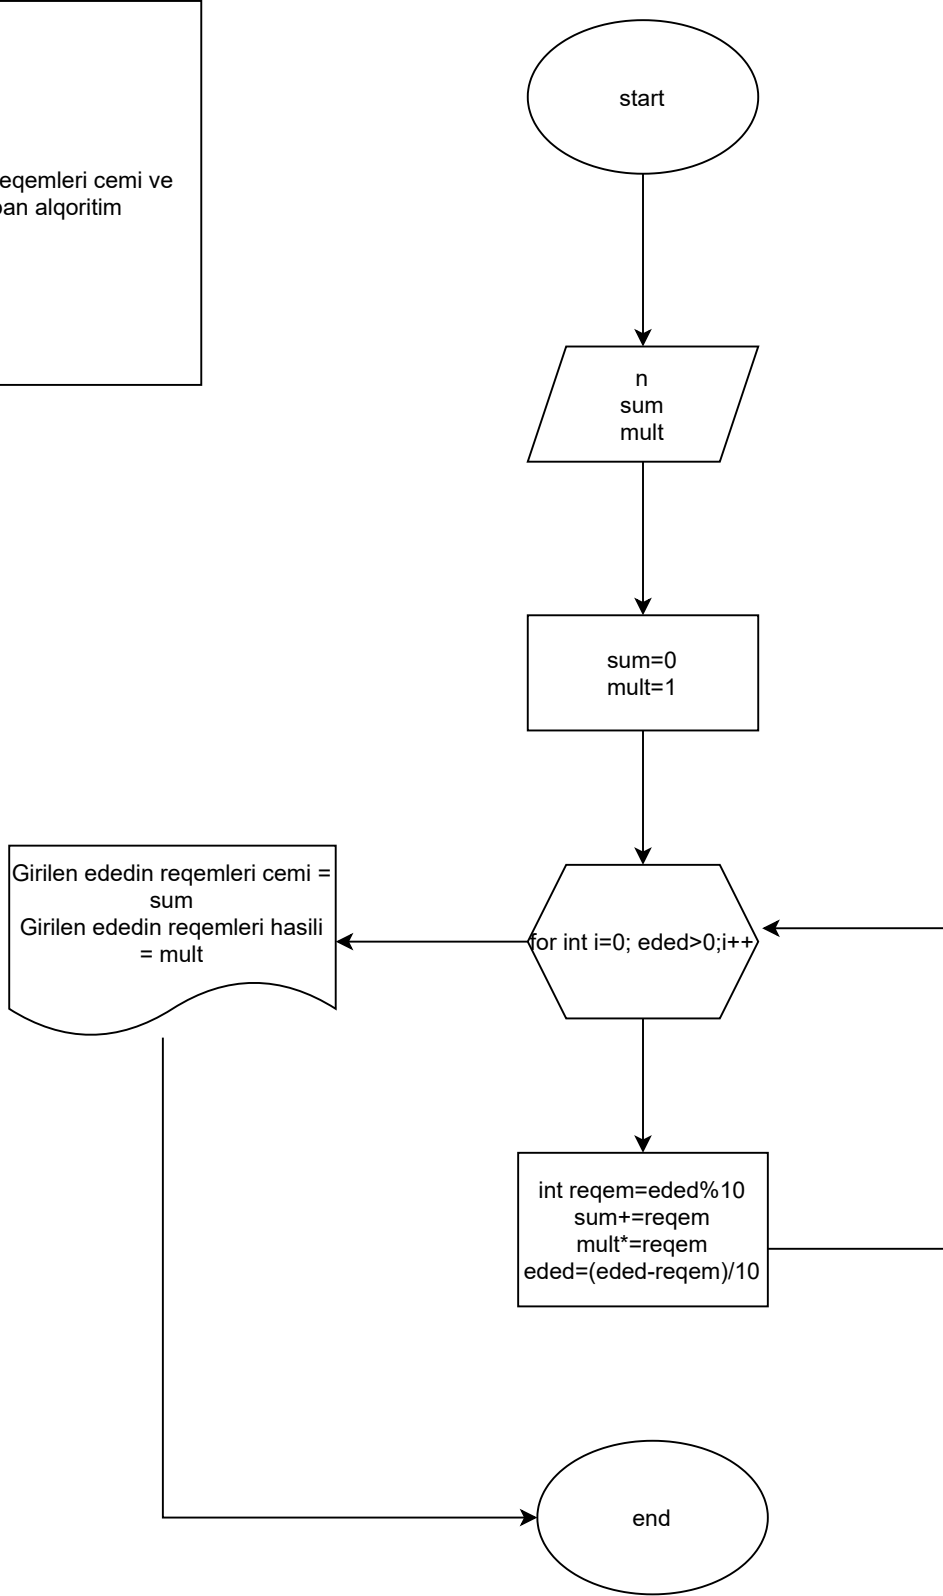 start
eqemleri cemi ve
pan alqoritim
n
sum
mult
sum=0
mult=1
Girilen ededin reqemleri cemi =
sum
Girilen ededin reqemleri hasili
= mult
for int i=0; eded>0;i++
int reqem=eded%10
sum+=reqem
mult*=reqem
eded=(eded-reqem)/10
end